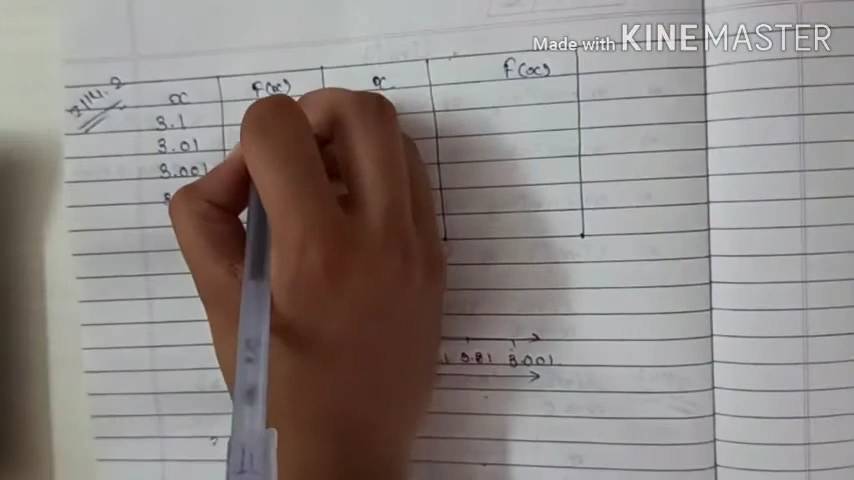 Made with KINEMASTER
x F(x) x F(x)
3.1
3.01
3.001
3.001